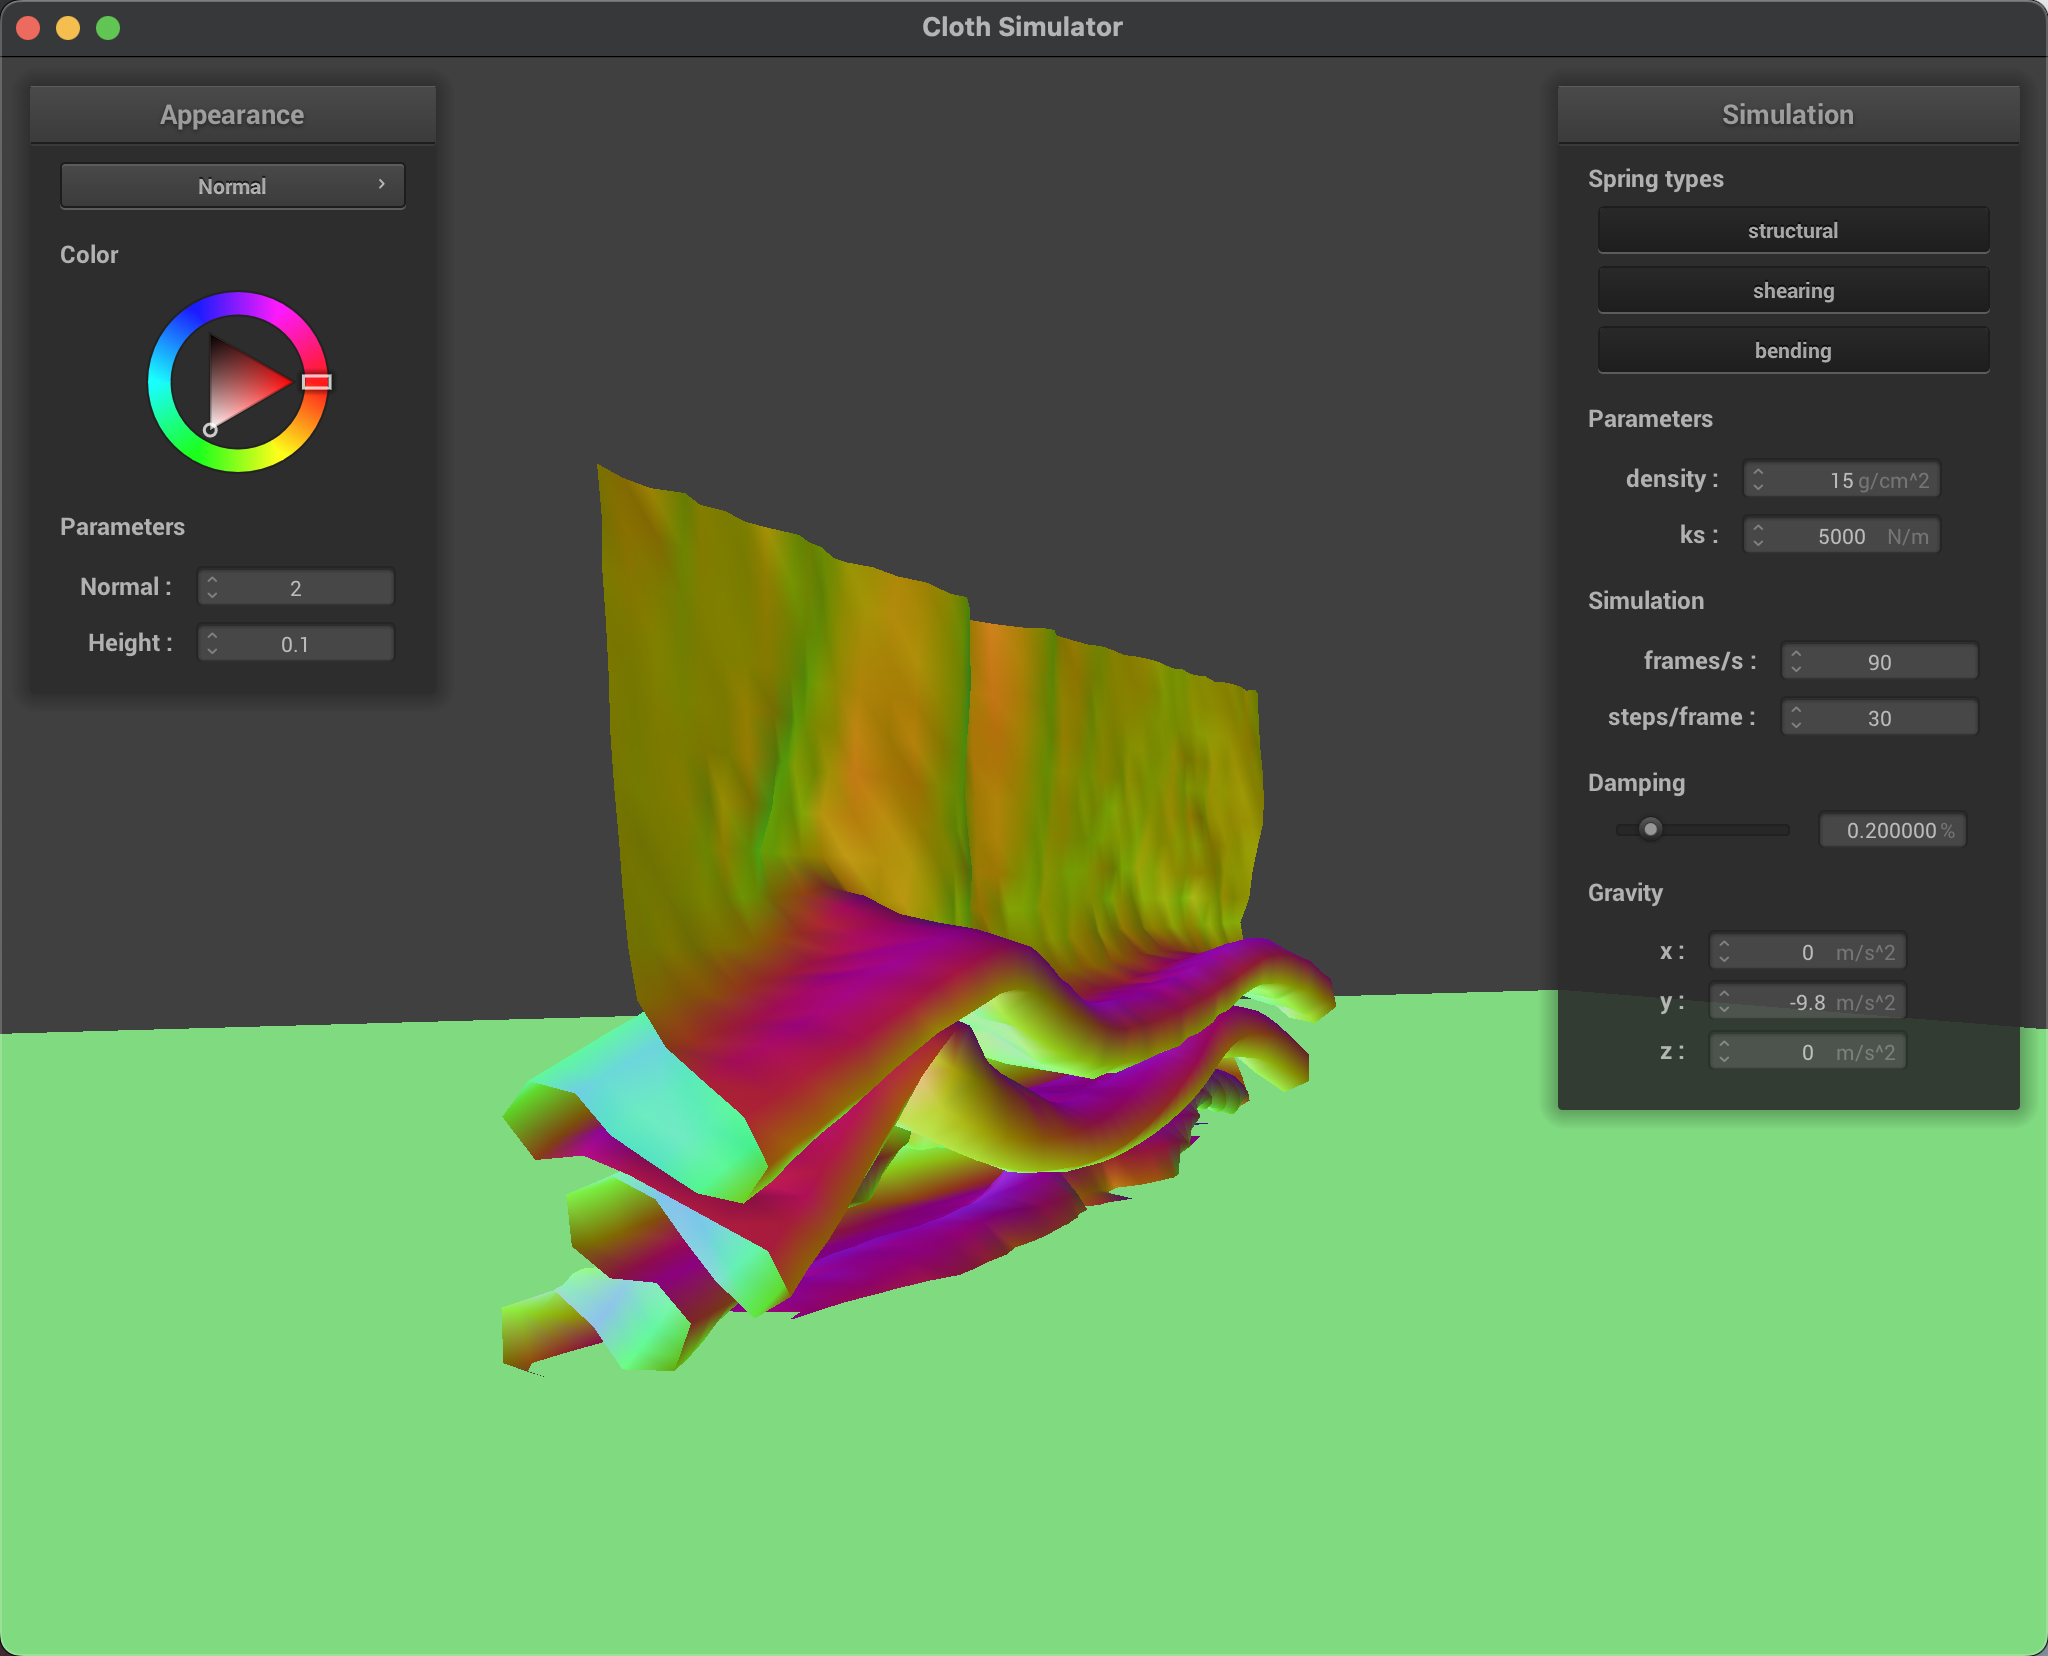 Cloth Simulator
Appearance
Normal
Color
Parameters
Normal : 2
Height : 0.1
Simulation
Spring types
structural
shearing
bending
Parameters
density : 15 g/cm^2
ks : 5000 N/m
Simulation
frames/s : 90
steps/frame : 30
Damping
0.200000 %
Gravity
x : 0 m/s^2
y : -9.8 m/s^2
z : 0 m/s^2